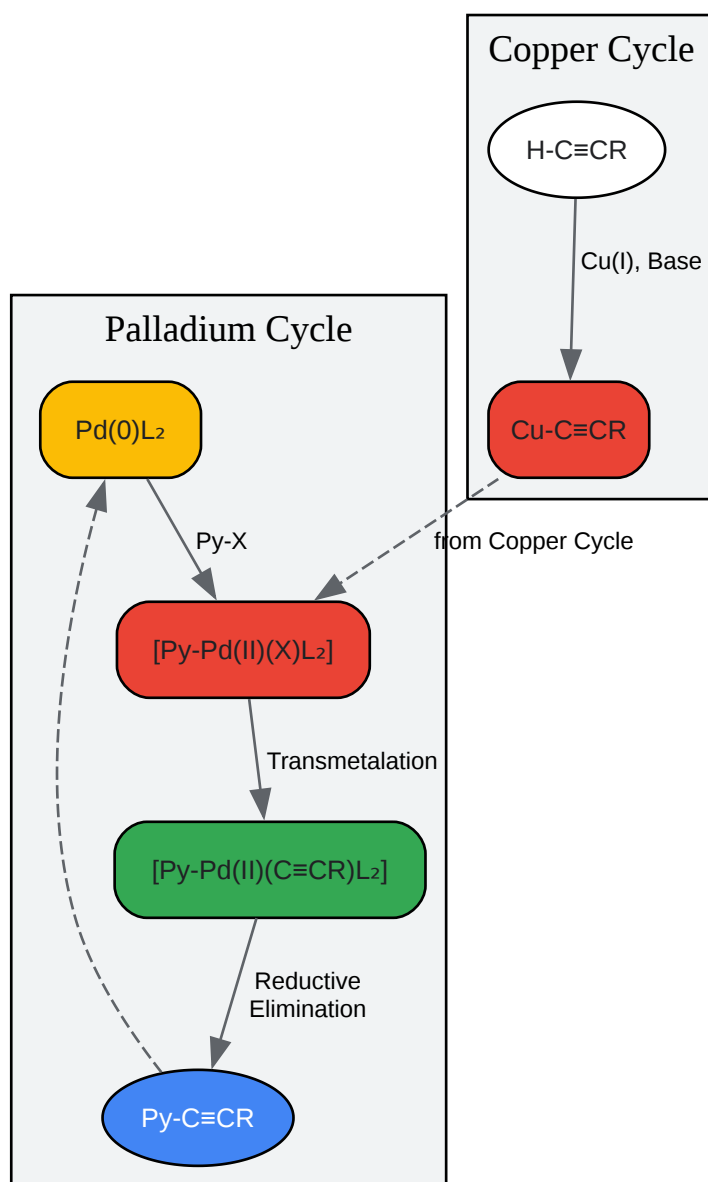 Copper Cycle
H-C≡CR
Cu(I), Base
Palladium Cycle
Pd(0)L₂
Cu-C≡CR
Py-X
from Copper Cycle
[Py-Pd(II)(X)L₂]
Transmetalation
[Py-Pd(II)(C≡CR)L₂]
Reductive
Elimination
Py-C≡CR